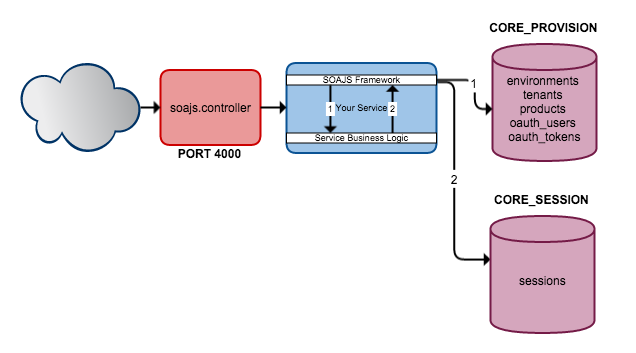 CORE_PROVISION
SOAJS Framework
1
environments
tenants
products
oauth_users
oauth_tokens
soajs.controller
1 Your Service 2
Service Business Logic
PORT 4000
2
CORE_SESSION
sessions